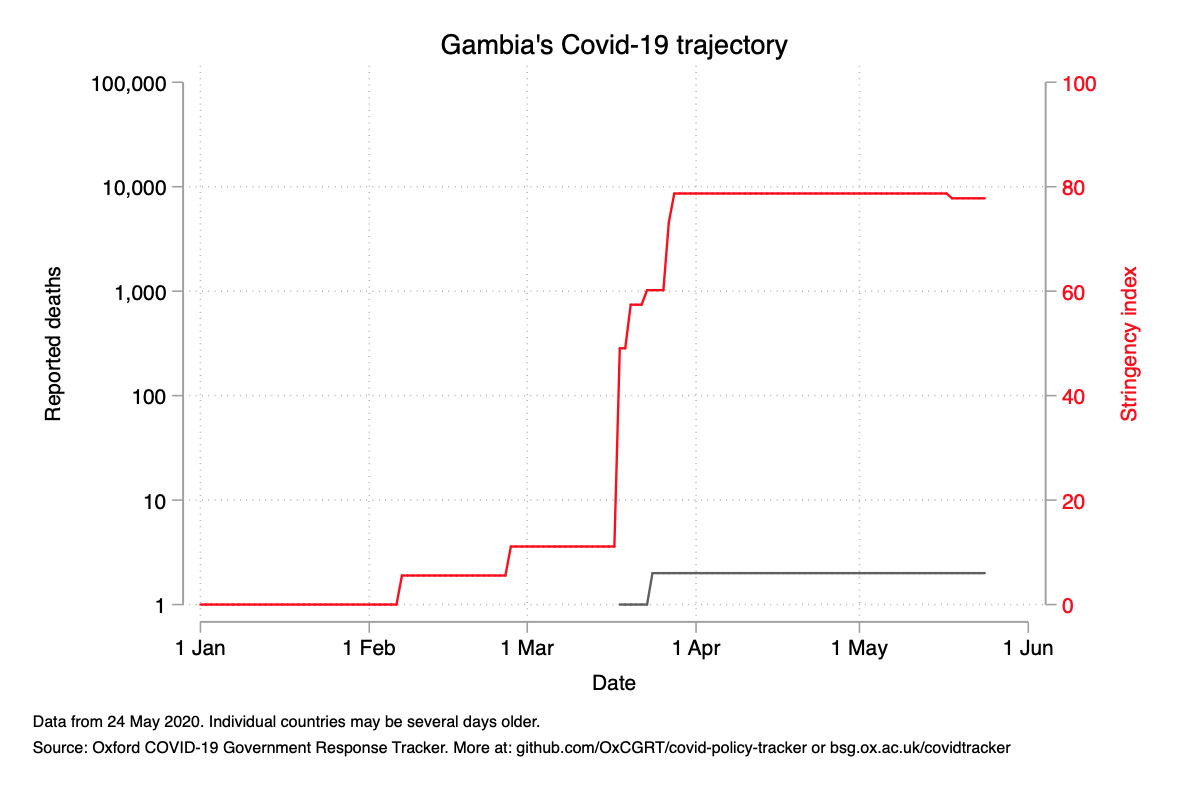 Gambia's Covid-19 trajectory
100,000
10,000
1,000
100
10
1
Reported deaths
100
80
60
40
20
0
Stringency index
1 Jan 1 Feb 1 Mar 1 Apr 1 May 1 Jun
Date
Data from 24 May 2020. Individual countries may be several days older.
Source: Oxford COVID-19 Government Response Tracker. More at: github.com/OxCGRT/covid-policy-tracker or bsg.ox.ac.uk/covidtracker